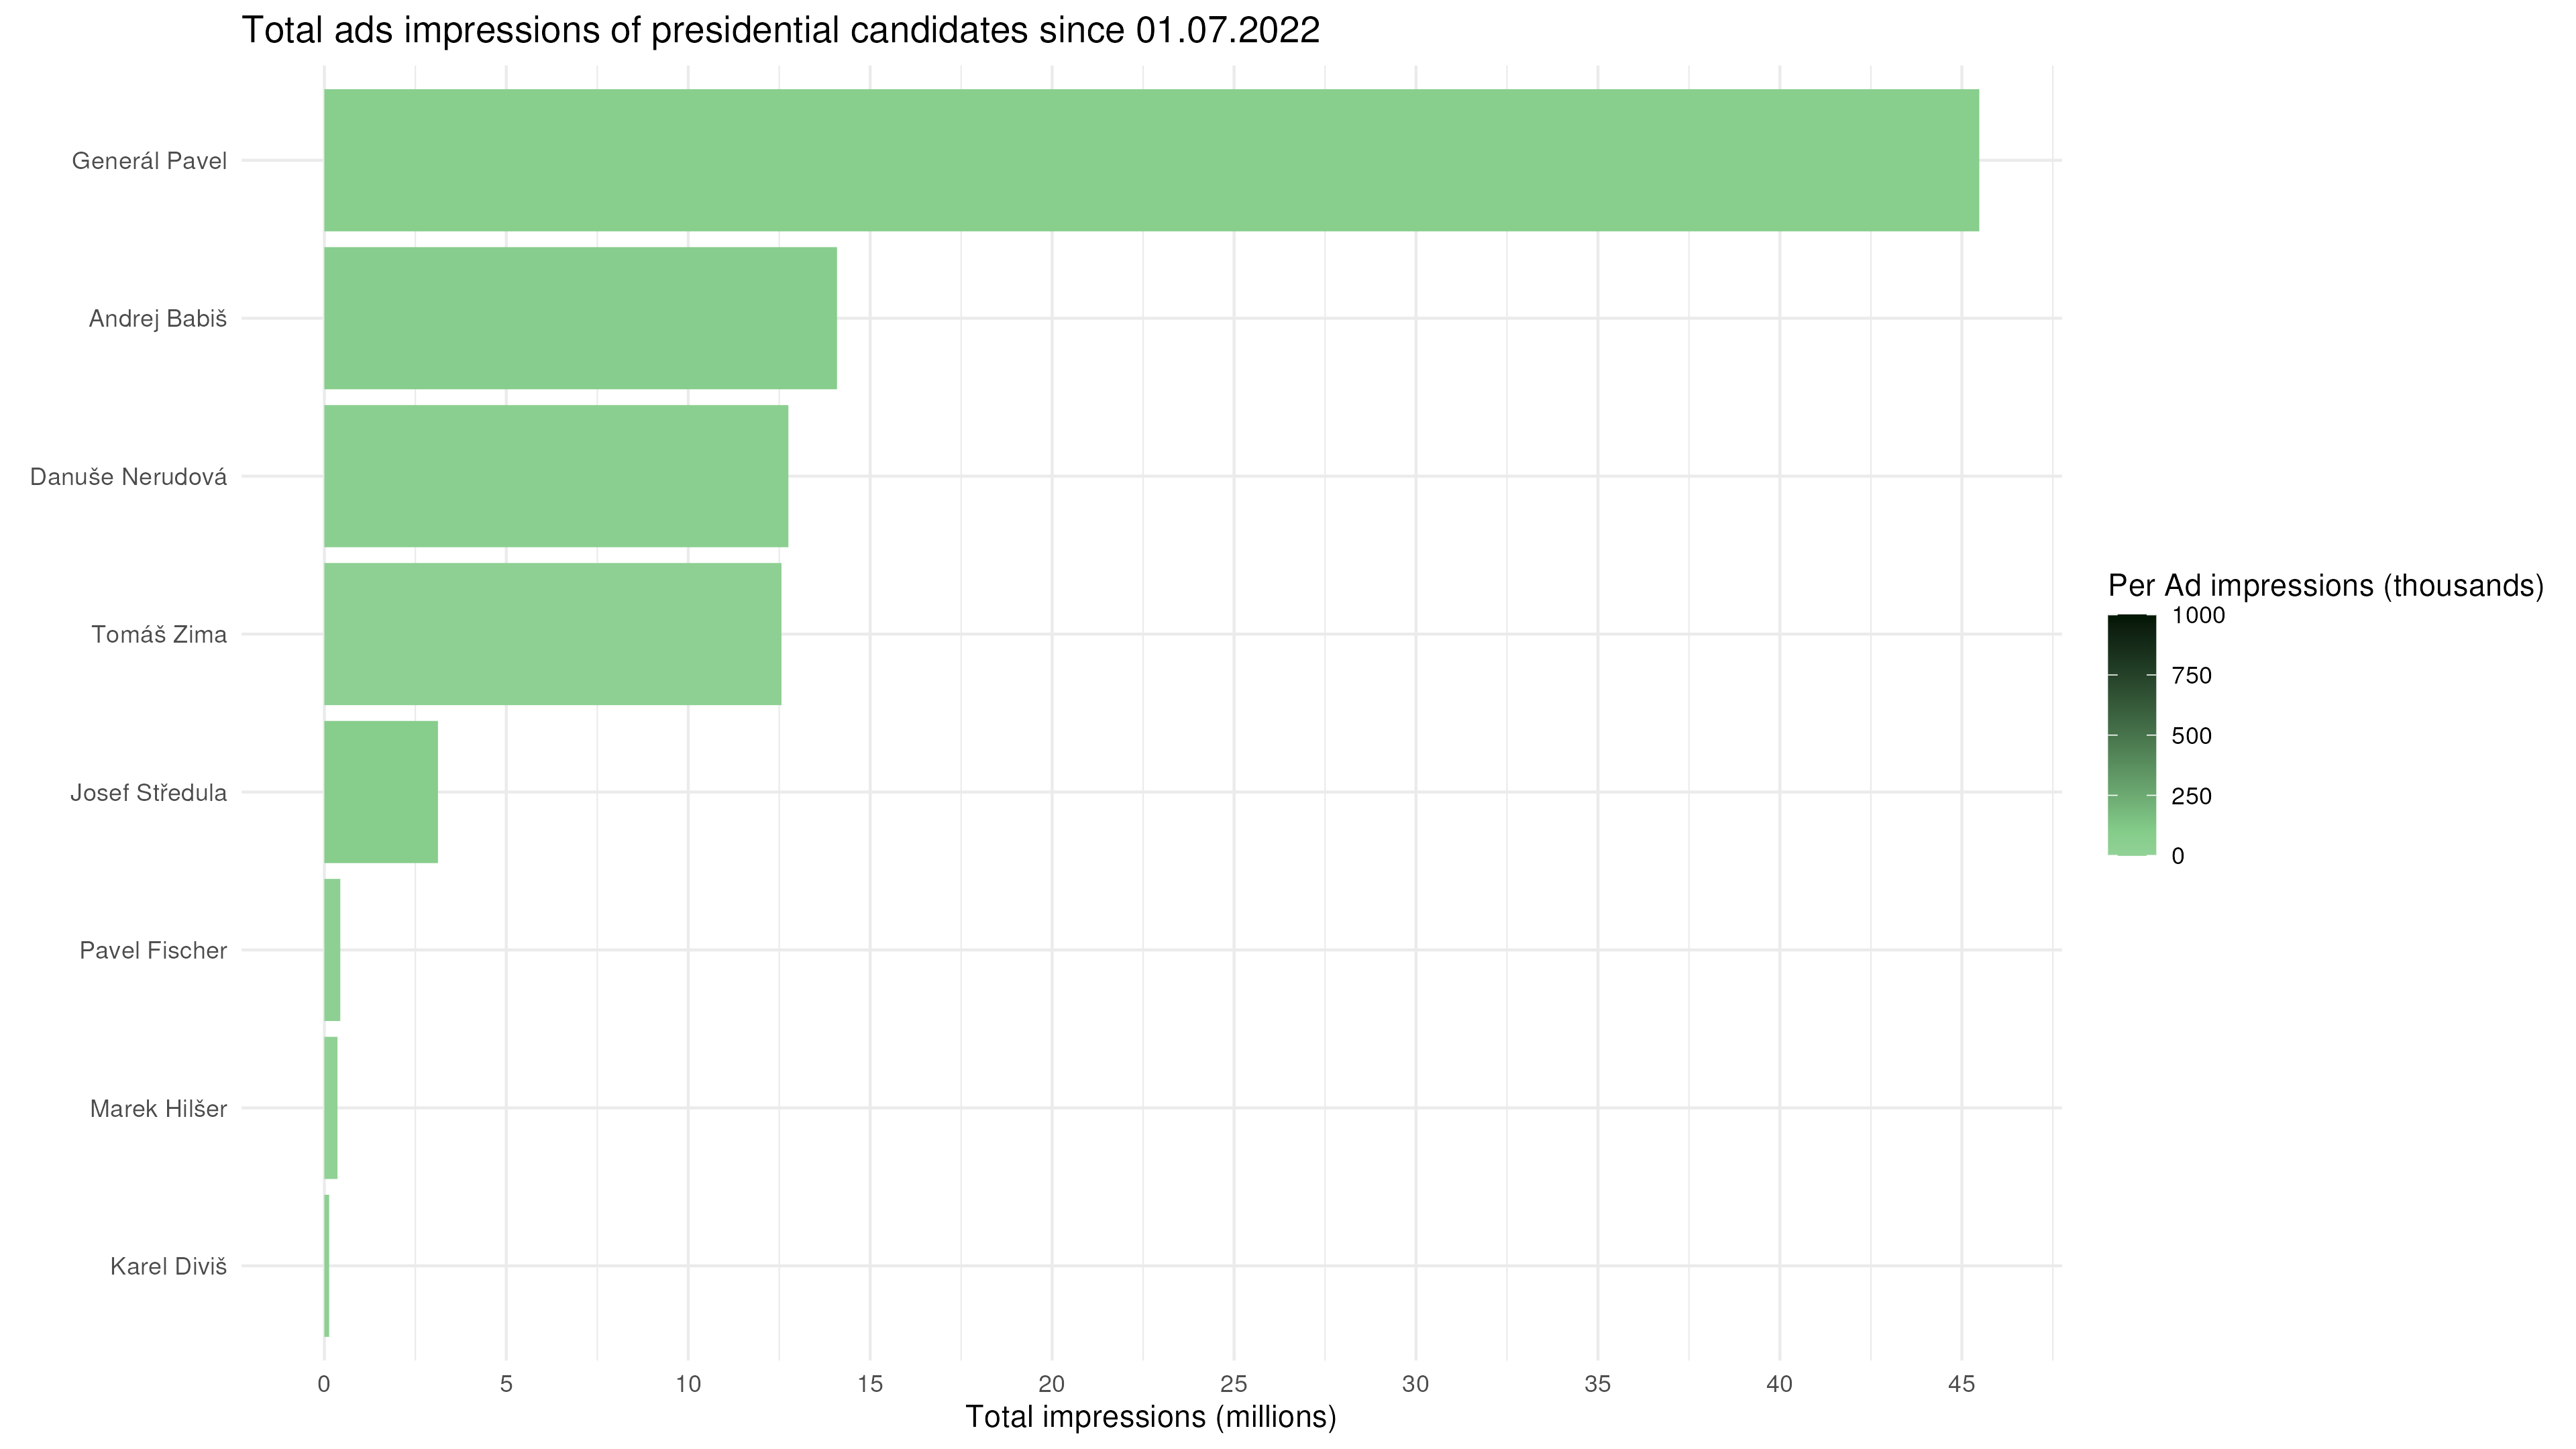 Total ads impressions of presidential candidates since 01.07.2022
Generál Pavel
Andrej Babiš
Danuše Nerudová
Tomáš Zima
Josef Středula
Pavel Fischer
Marek Hilšer
Karel Diviš
0 5 10 15 20 25 30 35 40 45
Total impressions (millions)
Per Ad impressions (thousands)
1000
750
500
250
0